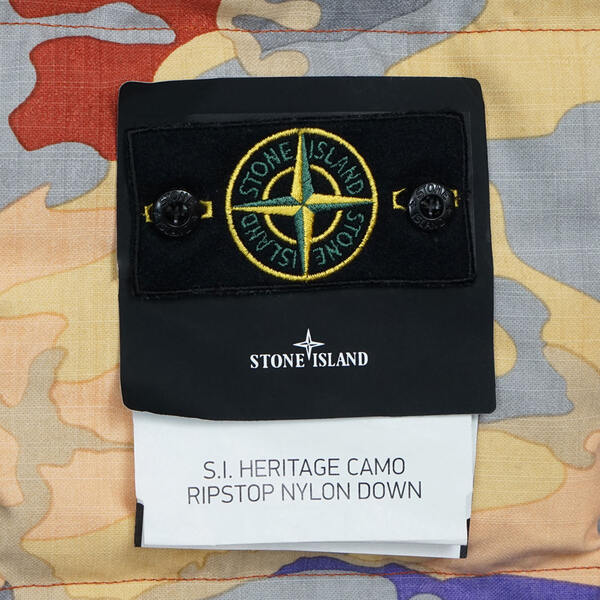 STONE ISLAND
ISLAND STONE
STONE ISLAND
S.I. HERITAGE CAMO
RIPSTOP NYLON DOWN